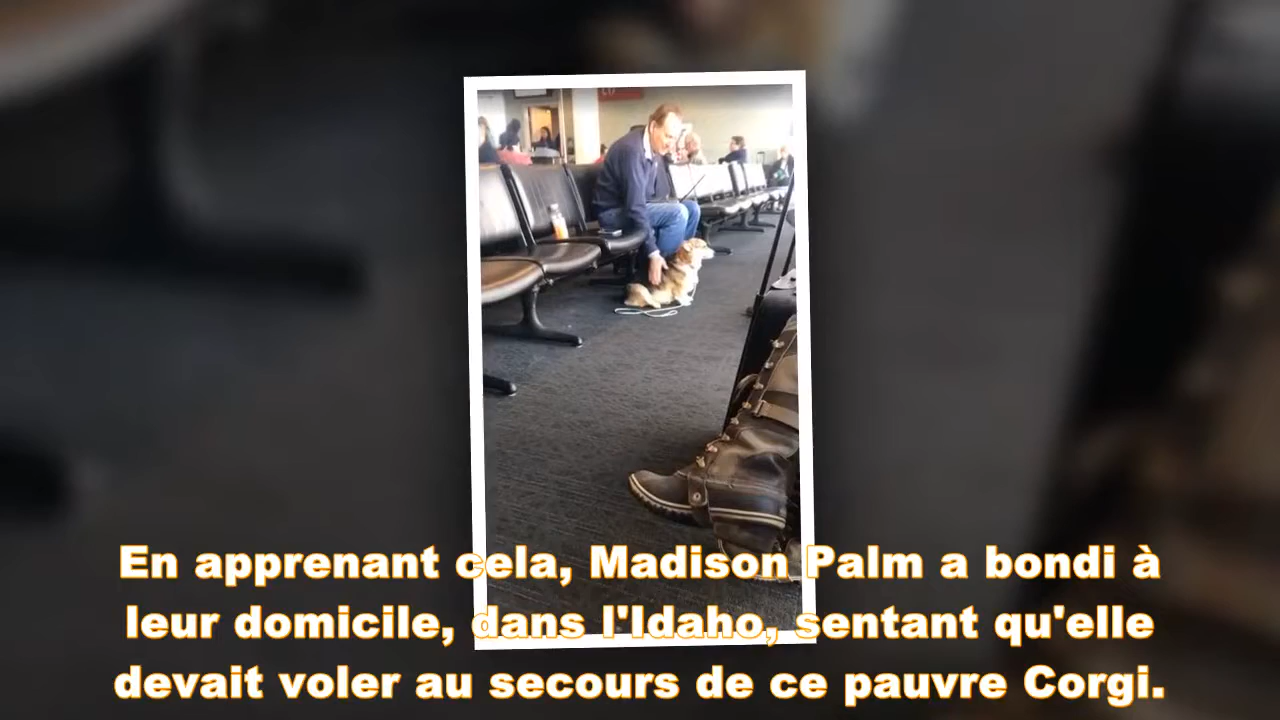 En apprenant cela, Madison Palm a bondi à
leur domicile, dans l'Idaho, sentant qu'elle
devait voler au secours de ce pauvre Corgi.